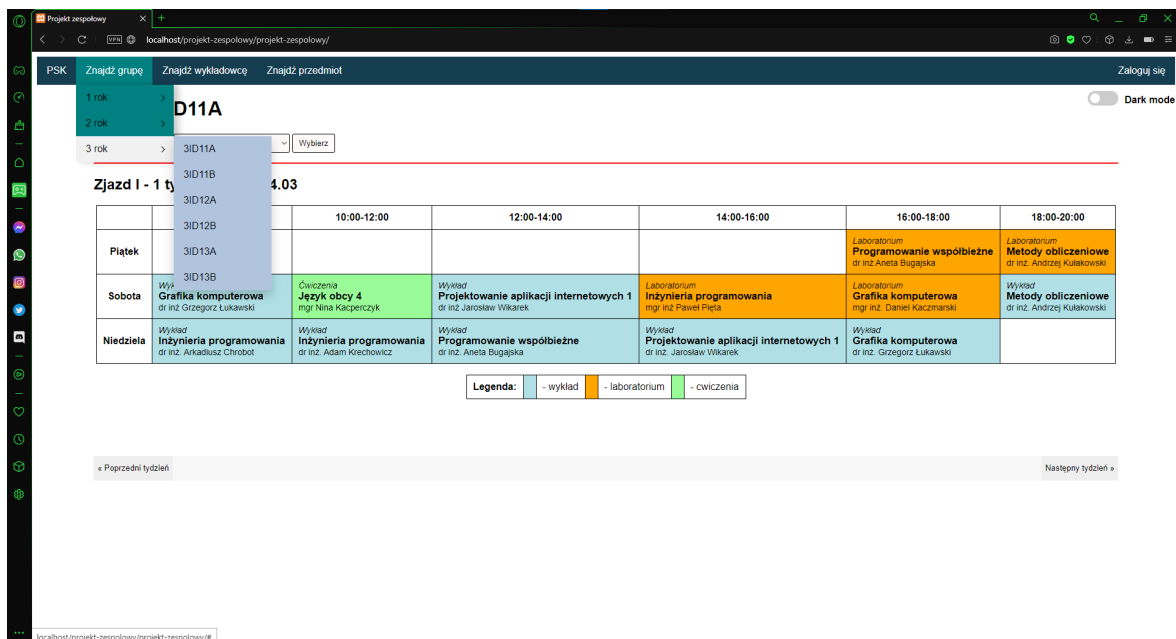 Projekt zespołowy
VPN localhost/projekt-zespolowy/projekt-zespolowy/
PSK Znajdź grupę Znajdź wykładowcę Znajdź przedmiot Zaloguj się
1 rok
2 rok
3 rok
3ID11A
3ID11B
3ID12A
3ID12B
3ID13A
3ID13B
D11A
Dark mode
Wybierz
Zjazd I - 1 ty 4.03
10:00-12:00 12:00-14:00 14:00-16:00 16:00-18:00 18:00-20:00
Piątek
Laboratorium
Programowanie współbieżne
dr inż Aneta Bugajska
Laboratorium
Metody obliczeniowe
dr inż. Andrzej Kułakowski
Sobota
Wyk
Grafika komputerowa
dr inż Grzegorz Łukawski
Ćwiczenia
Język obcy 4
mgr Nina Kacperczyk
Wykład
Projektowanie aplikacji internetowych 1
dr inż Jarosław Wikarek
Laboratorium
Inżynieria programowania
mgr inż Paweł Pięta
Laboratorium
Grafika komputerowa
mgr inż. Daniel Kaczmarski
Wykład
Metody obliczeniowe
dr inż. Andrzej Kułakowski
Niedziela
Wykład
Inżynieria programowania
dr inż. Arkadiusz Chrobot
Wykład
Inżynieria programowania
dr inż. Adam Krechowicz
Wykład
Programowanie współbieżne
dr inż. Aneta Bugajska
Wykład
Projektowanie aplikacji internetowych 1
dr inż. Jarosław Wikarek
Wykład
Grafika komputerowa
dr inż. Grzegorz Łukawski
Legenda: - wykład - laboratorium - cwiczenia
« Poprzedni tydzień Następny tydzień »
localhost/projekt-zespolowy/projekt-zespolowy/#